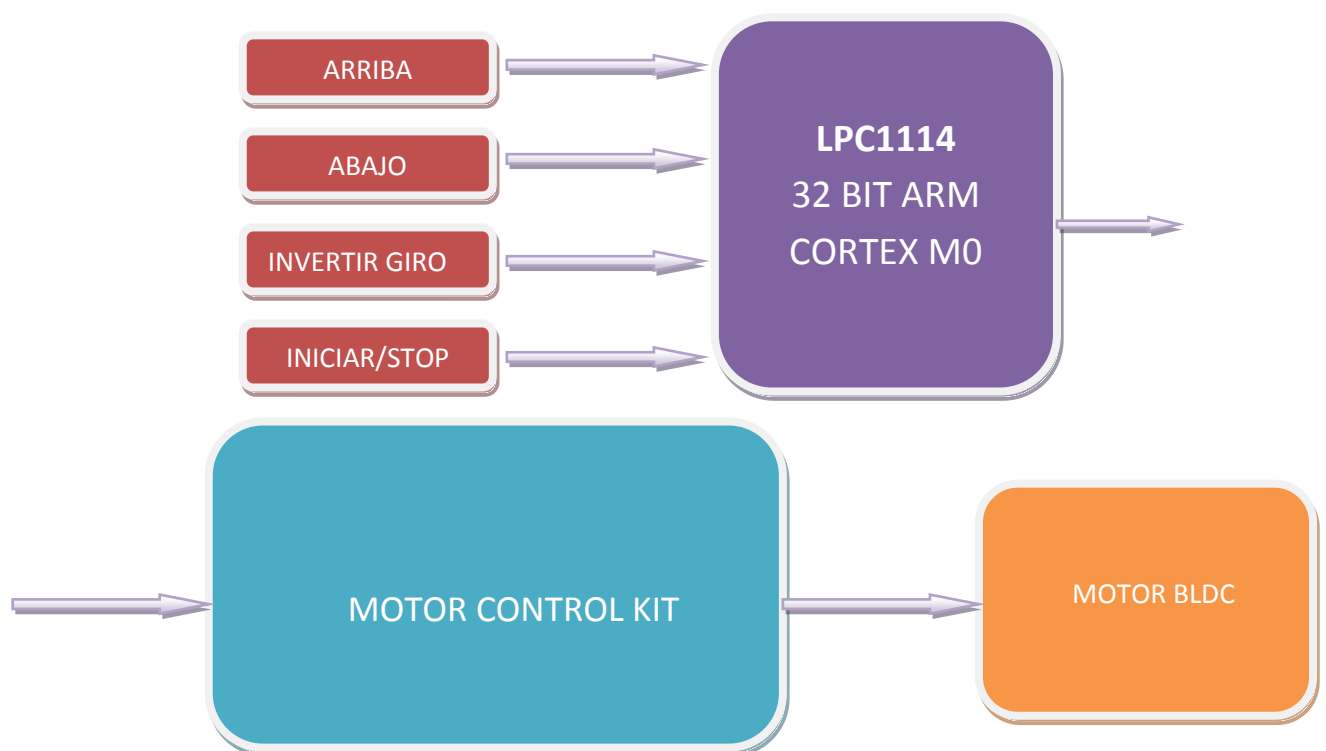 ARRIBA
ABAJO
INVERTIR GIRO
INICIAR/STOP
LPC1114
32 BIT ARM
CORTEX M0
MOTOR CONTROL KIT
MOTOR BLDC